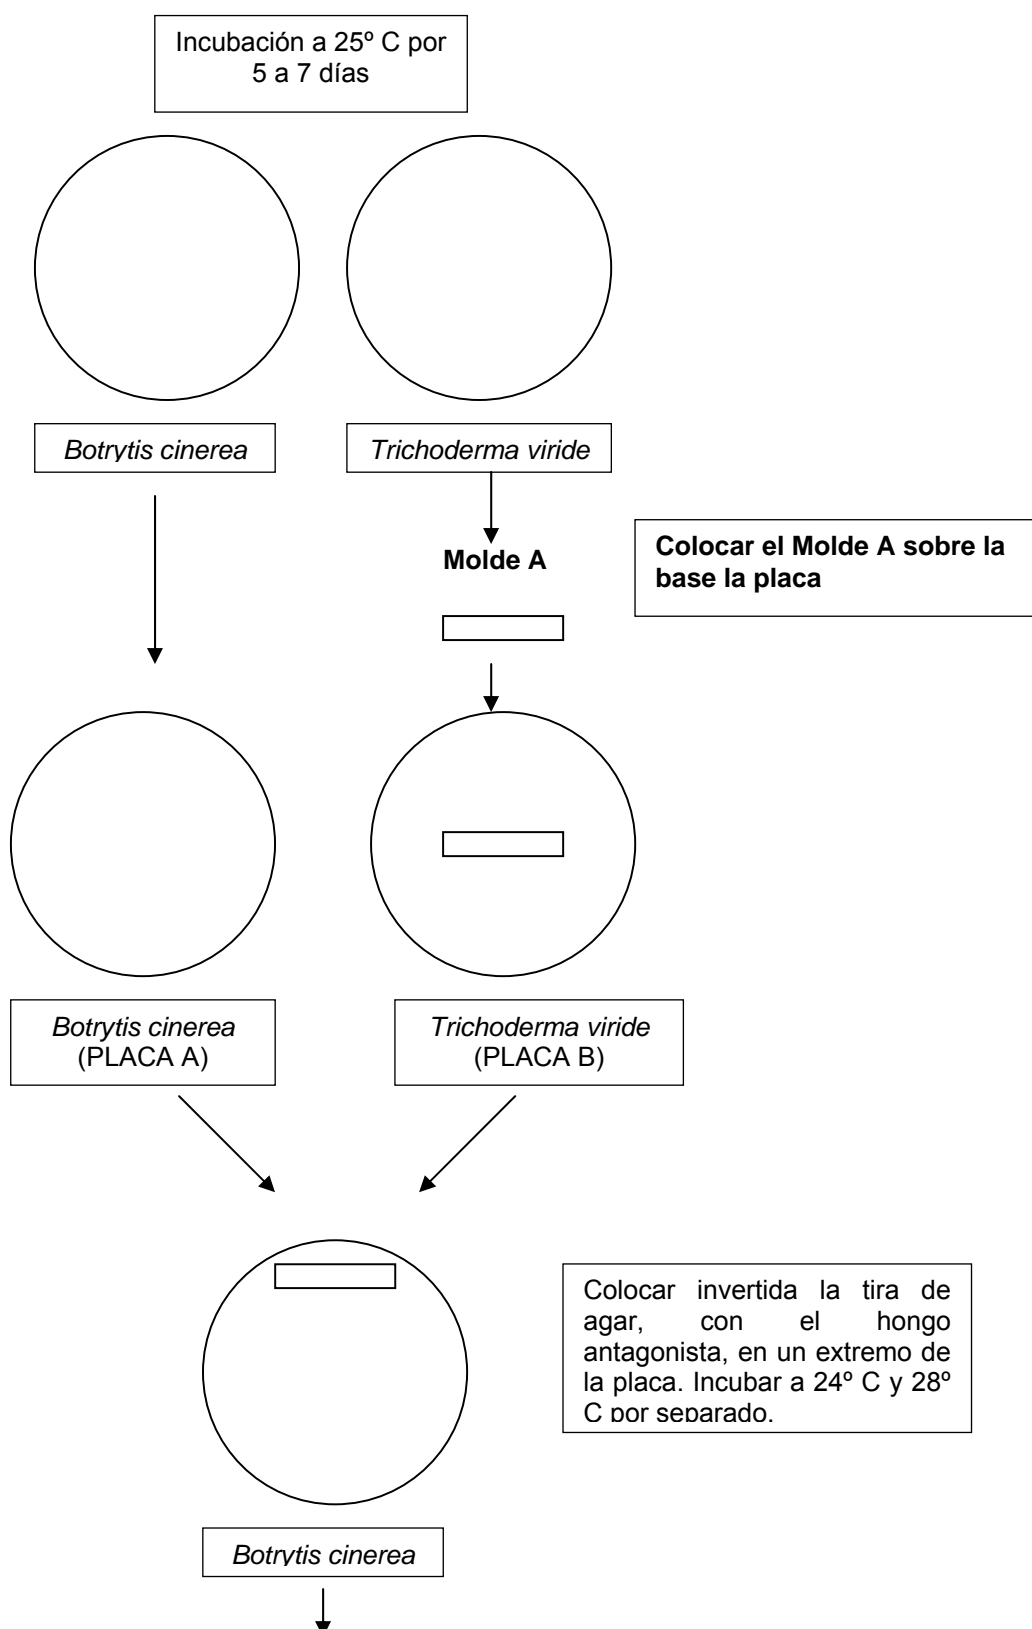 Incubación a 25º C por
5 a 7 días
Botrytis cinerea
Trichoderma viride
Molde A
Colocar el Molde A sobre la
base la placa
Botrytis cinerea
(PLACA A)
Trichoderma viride
(PLACA B)
Colocar invertida la tira de
agar, con el hongo
antagonista, en un extremo de
la placa. Incubar a 24º C y 28º
C por separado.
Botrytis cinerea